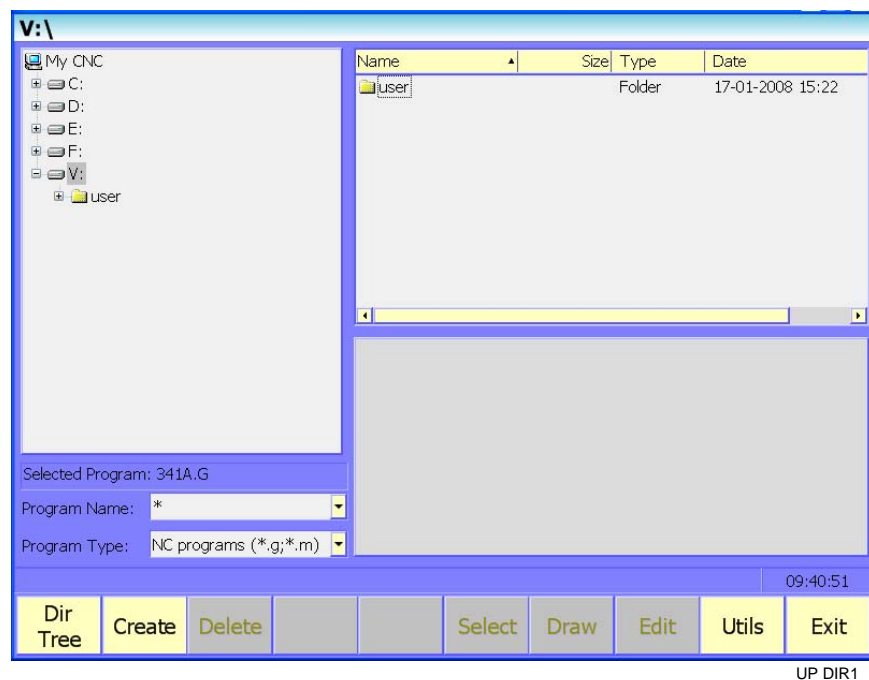 V:\
My CNC
C:
D:
E:
F:
V:
user
Name Size Type Date
user Folder 17-01-2008 15:22
Selected Program: 341A.G
Program Name: *
Program Type: NC programs (*.g;*.m)
09:40:51
Dir Tree Create Delete Select Draw Edit Utils Exit
UP DIR1